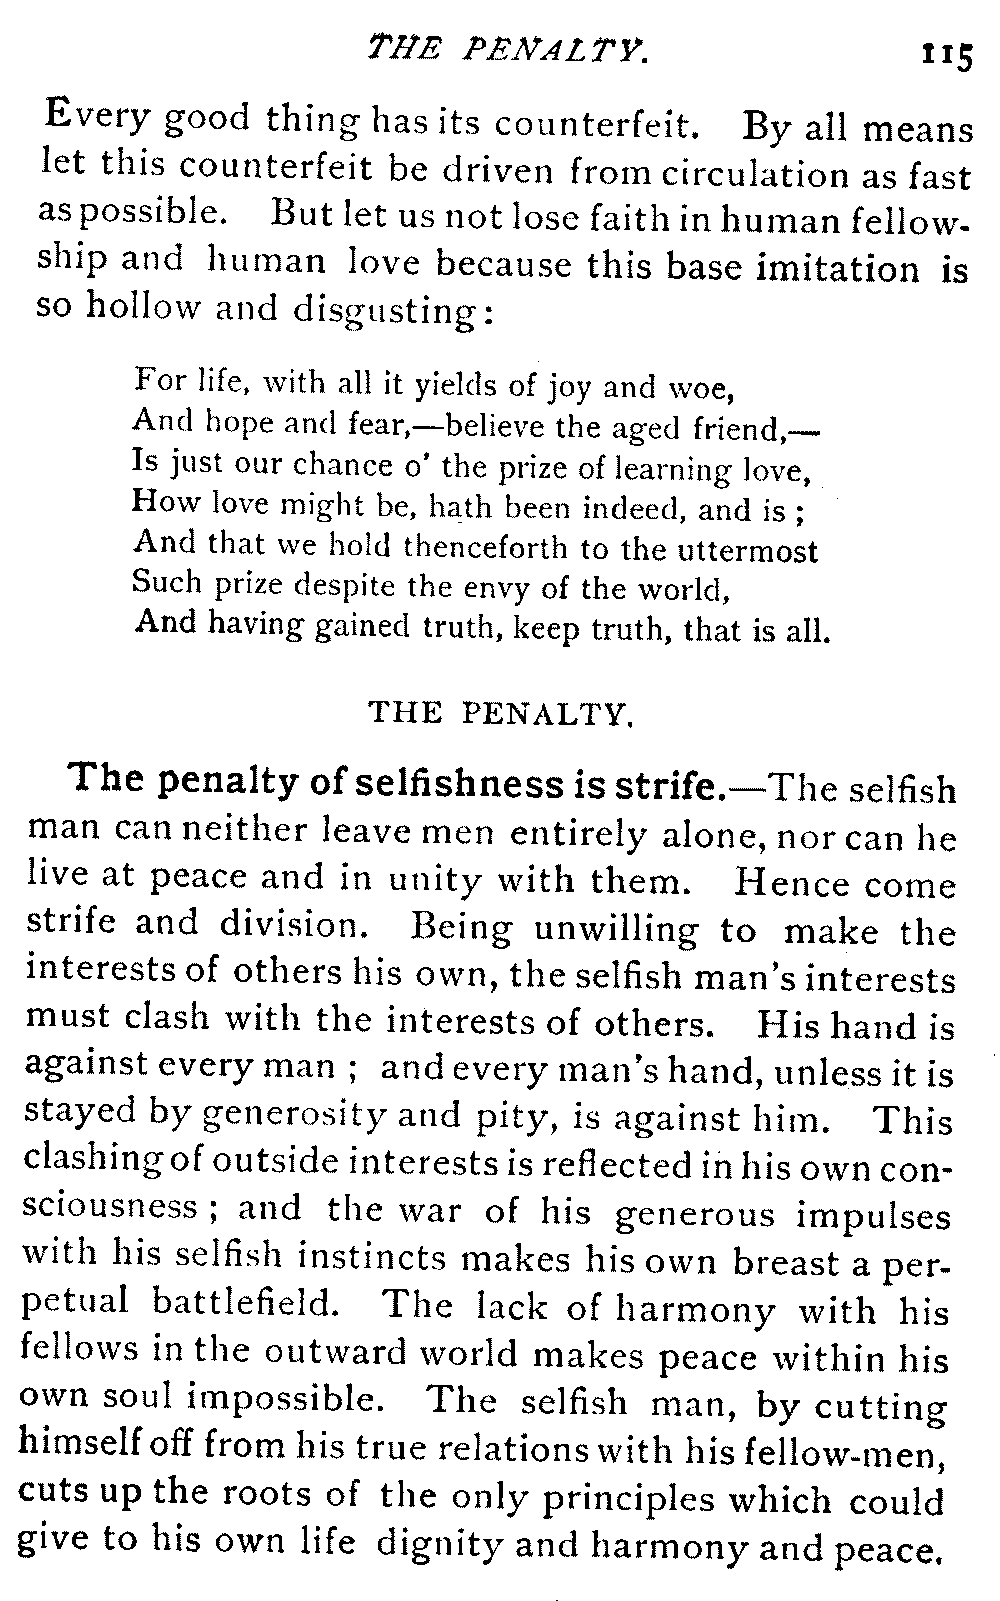 THE PENALTY. 115
Every good thing has its counterfeit. By all means
let this counterfeit be driven from circulation as fast
as possible. But let us not lose faith in human fellow-
ship and human love because this base imitation is
so hollow and disgusting:
For life, with all it yields of joy and woe,
And hope and fear,—believe the aged friend,—
Is just our chance o' the prize of learning love,
How love might be, hath been indeed, and is ;
And that we hold thenceforth to the uttermost
Such prize despite the envy of the world,
And having gained truth, keep truth, that is all.
THE PENALTY.
The penalty of selfishness is strife.—The selfish
man can neither leave men entirely alone, nor can he
live at peace and in unity with them. Hence come
strife and division. Being unwilling to make the
interests of others his own, the selfish man's interests
must clash with the interests of others. His hand is
against every man ; and every man's hand, unless it is
stayed by generosity and pity, is against him. This
clashing of outside interests is reflected in his own con-
sciousness ; and the war of his generous impulses
with his selfish instincts makes his own breast a per-
petual battlefield. The lack of harmony with his
fellows in the outward world makes peace within his
own soul impossible. The selfish man, by cutting
himself off from his true relations with his fellow-men,
cuts up the roots of the only principles which could
give to his own life dignity and harmony and peace.